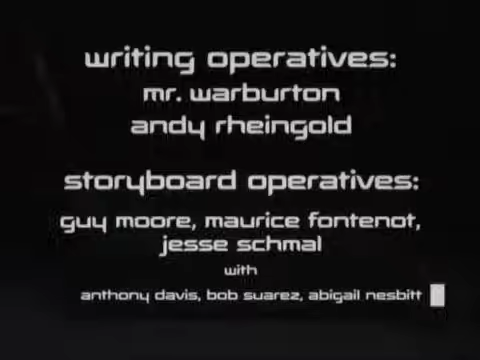 writing operatives:
mr. warburton
andy rheingold
storyboard operatives:
guy moore, maurice fontenot,
jesse schmal
with
anthony davis, bob suarez, abigail nesbitt